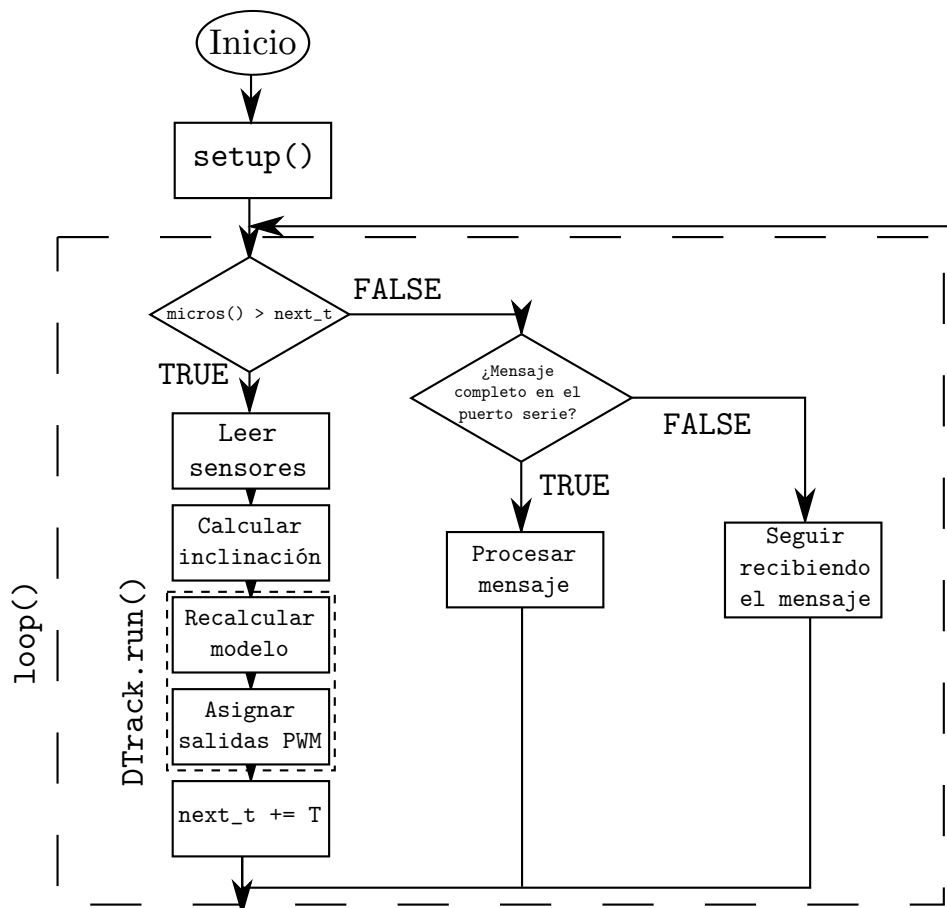 Inicio
setup()
micros() > next_t
FALSE
TRUE
¿Mensaje
completo en el
puerto serie?
FALSE
TRUE
Leer
sensores
Calcular
inclinación
Recalcular
modelo
Asignar
salidas PWM
next_t += T
Procesar
mensaje
Seguir
recibiendo
el mensaje
DTrack.run()
loop()